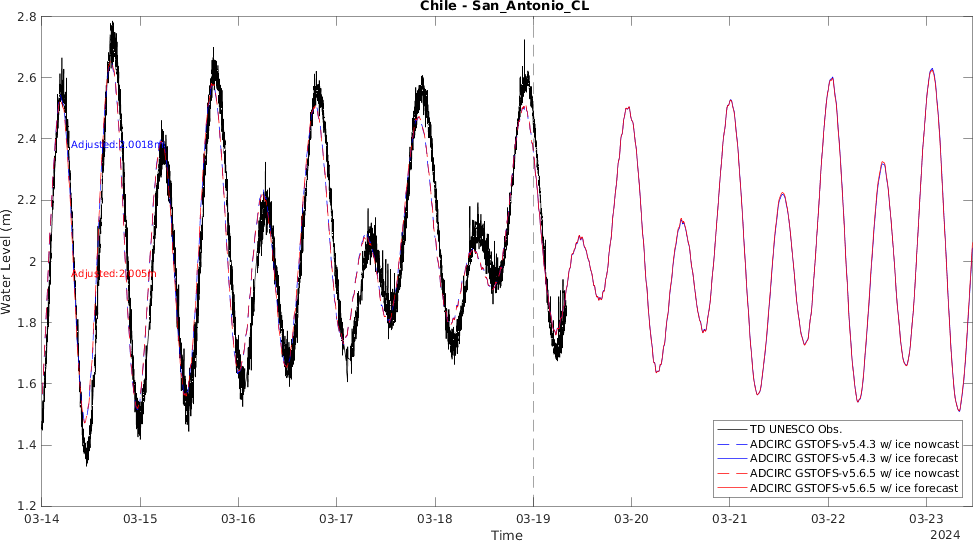 Chile - San_Antonio_CL
2.8
2.6
2.4
2.2
2
1.8
1.6
1.4
1.2
Water Level (m)
Adjusted:2.0018m
Adjusted:2.005m
TD UNESCO Obs.
ADCIRC GSTOFS-v5.4.3 w/ ice nowcast
ADCIRC GSTOFS-v5.4.3 w/ ice forecast
ADCIRC GSTOFS-v5.6.5 w/ ice nowcast
ADCIRC GSTOFS-v5.6.5 w/ ice forecast
03-14 03-15 03-16 03-17 03-18 03-19 03-20 03-21 03-22 03-23
Time
2024